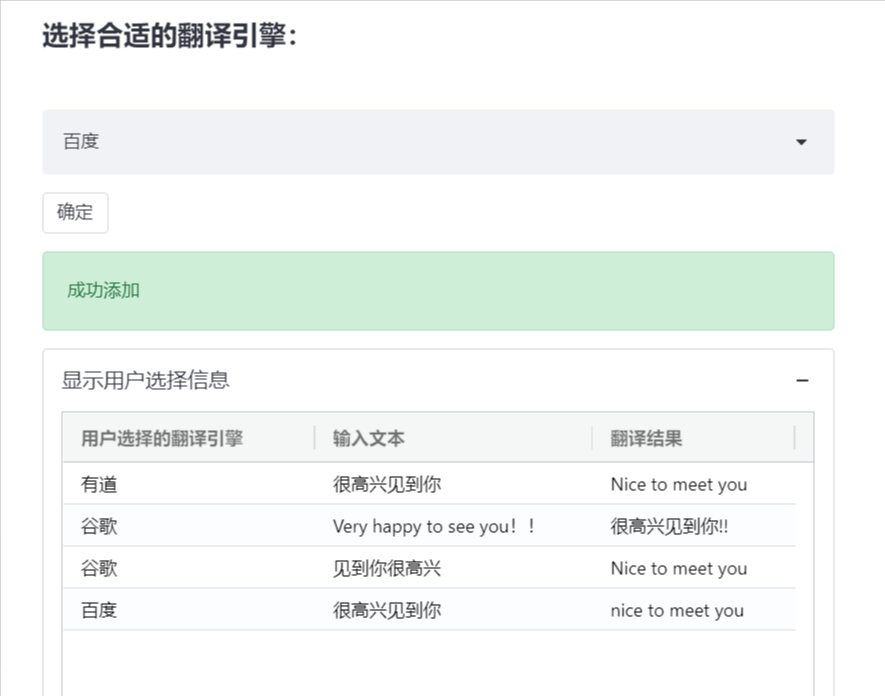 选择合适的翻译引擎：
百度
确定
成功添加
显示用户选择信息
用户选择的翻译引擎 输入文本 翻译结果
有道 很高兴见到你 Nice to meet you
谷歌 Very happy to see you！！ 很高兴见到你!!
谷歌 见到你很高兴 Nice to meet you
百度 很高兴见到你 nice to meet you